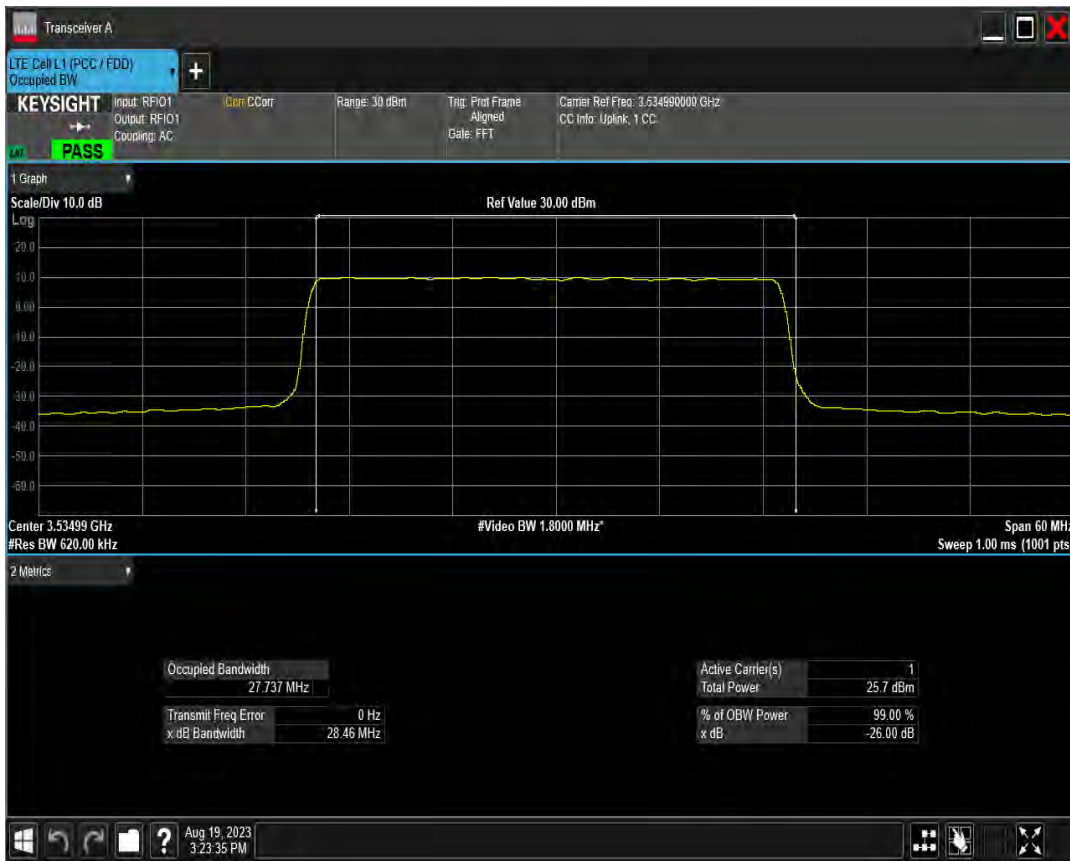 Transceiver A
LTE Cell L1 (PCC / FDD)
Occupied BW
+
KEYSIGHT
PASS
Input: RFIO1
Output: RFIO1
Coupling: AC
Corr CCorr
Range: 30 dBm
Trig: Prot Frame
Aligned
Gate: FFT
Carrier Ref Freq: 3.534990000 GHz
CC Info: Uplink, 1 CC
1 Graph
Scale/Div 10.0 dB
Ref Value 30.00 dBm
Log
20.0
10.0
0.00
-10.0
-20.0
-30.0
-40.0
-50.0
-60.0
Center 3.53499 GHz
#Video BW 1.8000 MHz*
Span 60 MHz
#Res BW 620.00 kHz
Sweep 1.00 ms (1001 pts
2 Metrics
Occupied Bandwidth
27.737 MHz
Transmit Freq Error 0 Hz
x dB Bandwidth 28.46 MHz
Active Carrier(s) 1
Total Power 25.7 dBm
% of OBW Power 99.00 %
x dB -26.00 dB
?
Aug 19, 2023
3:23:35 PM